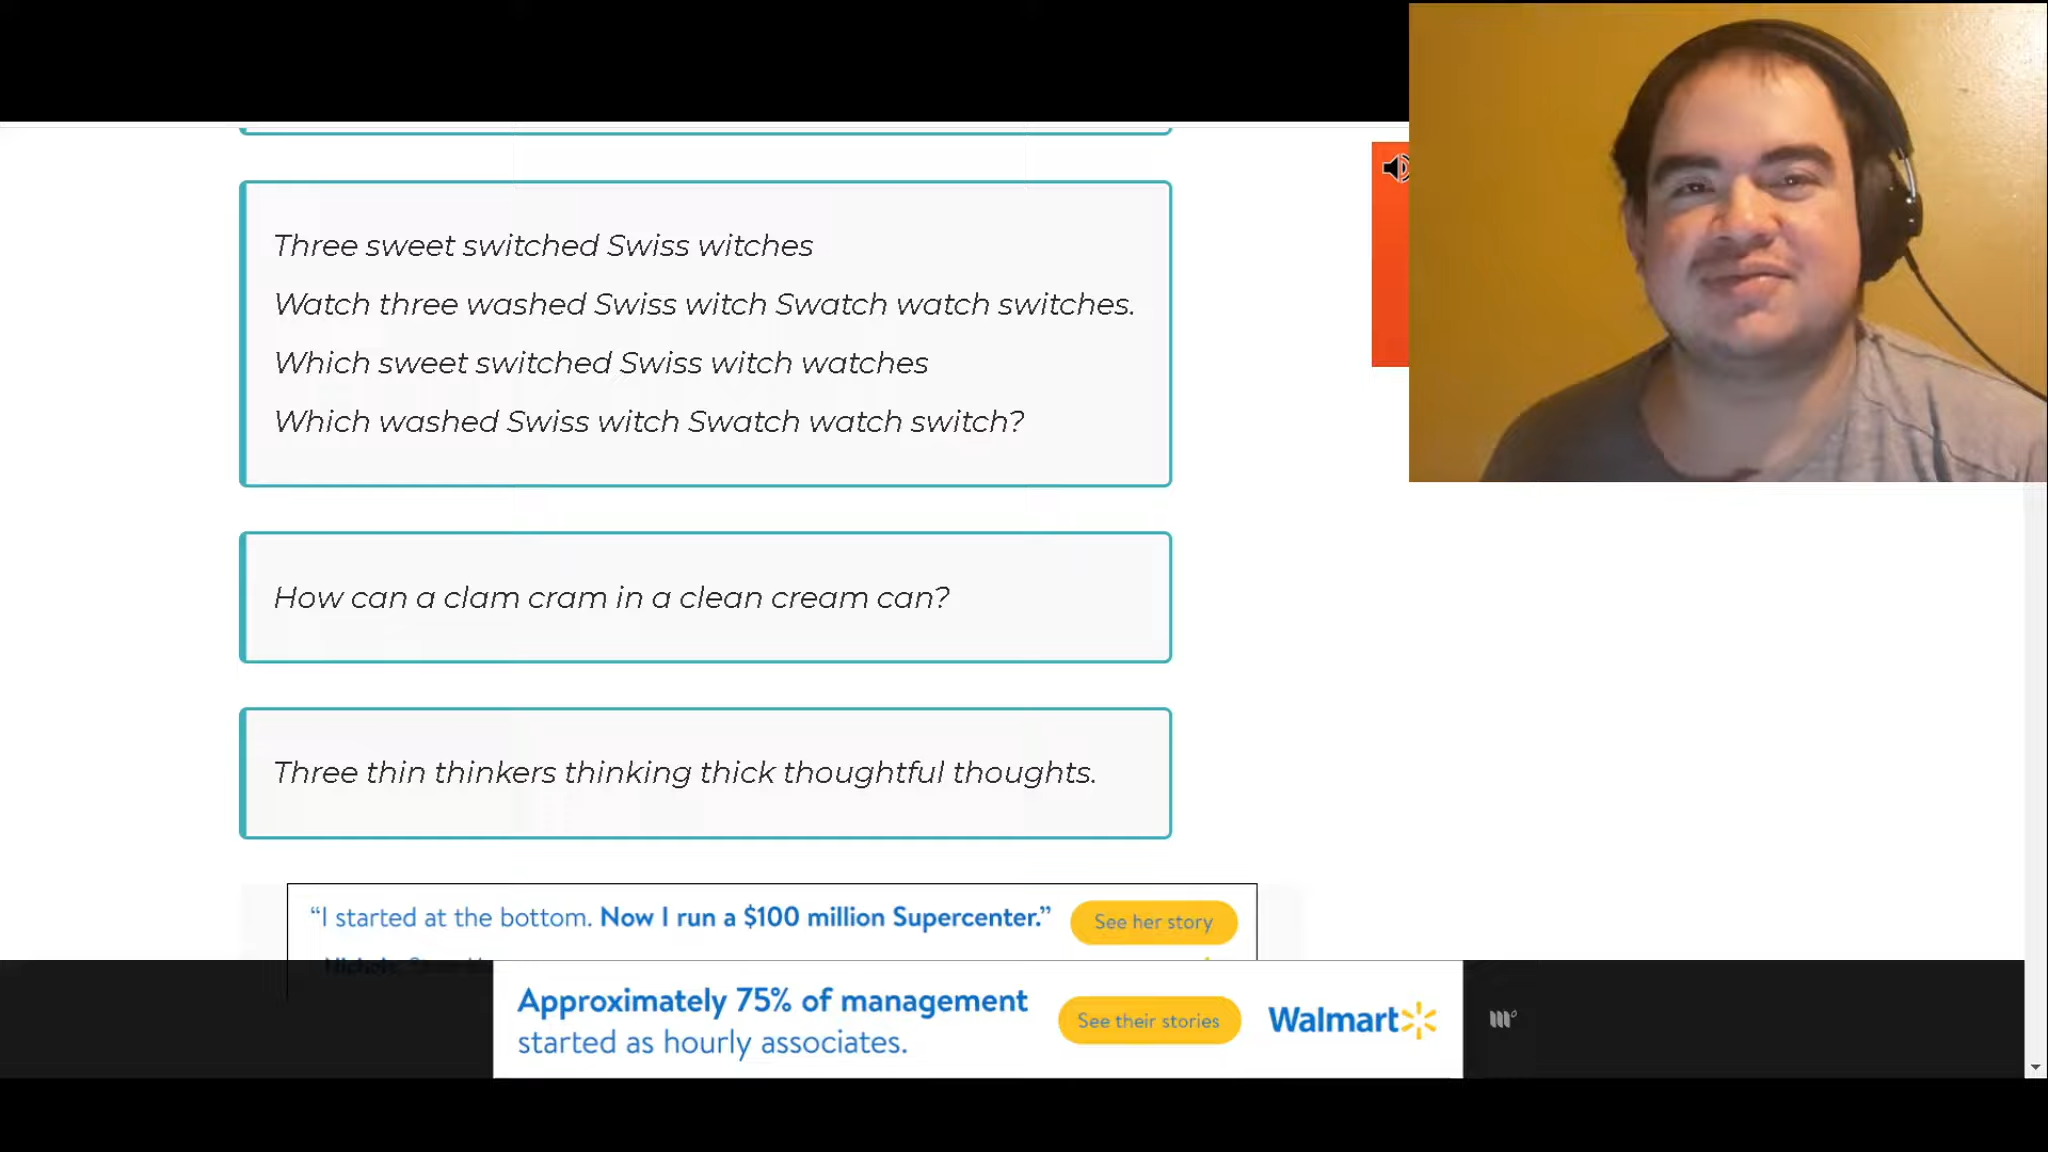 Three sweet switched Swiss witches
Watch three washed Swiss witch Swatch watch switches.
Which sweet switched Swiss witch watches
Which washed Swiss witch Swatch watch switch?
How can a clam cram in a clean cream can?
Three thin thinkers thinking thick thoughtful thoughts.
“I started at the bottom. Now I run a $100 million Supercenter.”
See her story
Approximately 75% of management
started as hourly associates.
See their stories
Walmart